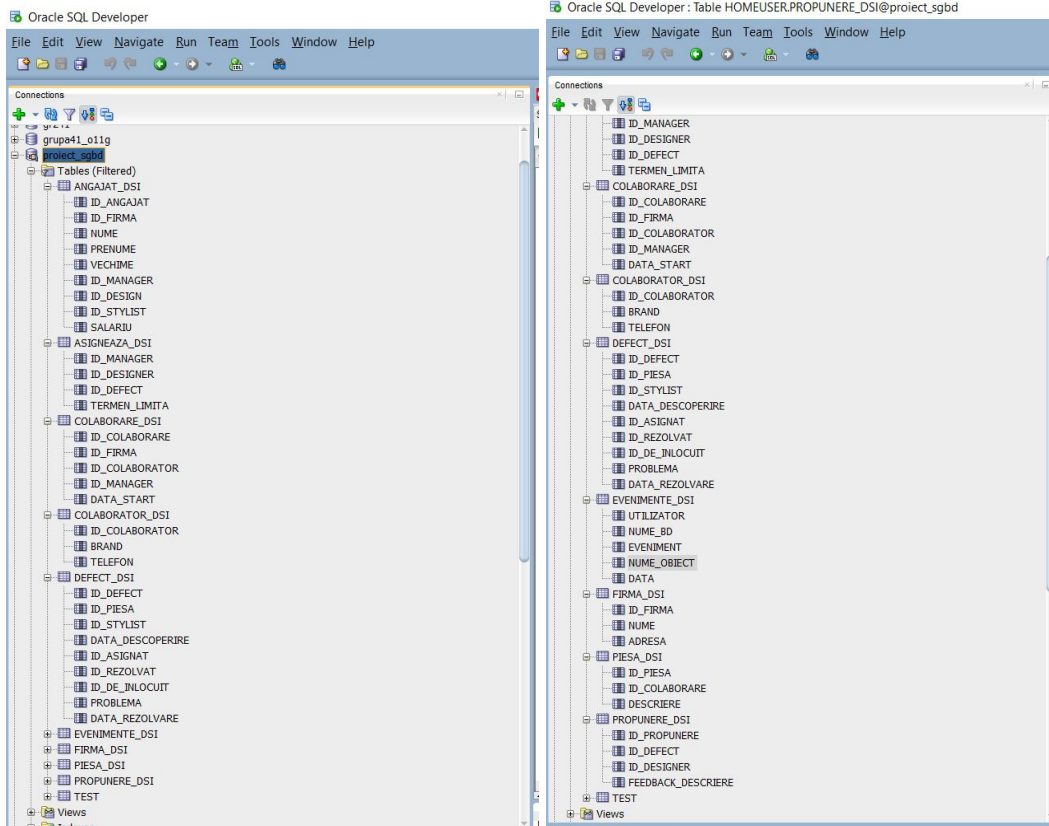 Oracle SQL Developer
File Edit View Navigate Run Team Tools Window Help
Connections
grupa41_o11g
proiect_sgbd
Tables (Filtered)
ANGAJAT_DSI
ID_ANGAJAT
ID_FIRMA
NUME
PRENUME
VECHIME
ID_MANAGER
ID_DESIGN
ID_STYLIST
SALARIU
ASIGNEAZA_DSI
ID_MANAGER
ID_DESIGNER
ID_DEFECT
TERMEN_LIMITA
COLABORARE_DSI
ID_COLABORARE
ID_FIRMA
ID_COLABORATOR
ID_MANAGER
DATA_START
COLABORATOR_DSI
ID_COLABORATOR
BRAND
TELEFON
DEFECT_DSI
ID_DEFECT
ID_PIESA
ID_STYLIST
DATA_DESCOPERIRE
ID_ASIGNAT
ID_REZOLVAT
ID_DE_INLOCUIT
PROBLEMA
DATA_REZOLVARE
EVENIMENTE_DSI
FIRMA_DSI
PIESA_DSI
PROPUNERE_DSI
TEST
Views
Oracle SQL Developer : Table HOMEUSER.PROPUNERE_DSI@proiect_sgbd
File Edit View Navigate Run Team Tools Window Help
Connections
ID_MANAGER
ID_DESIGNER
ID_DEFECT
TERMEN_LIMITA
COLABORARE_DSI
ID_COLABORARE
ID_FIRMA
ID_COLABORATOR
ID_MANAGER
DATA_START
COLABORATOR_DSI
ID_COLABORATOR
BRAND
TELEFON
DEFECT_DSI
ID_DEFECT
ID_PIESA
ID_STYLIST
DATA_DESCOPERIRE
ID_ASIGNAT
ID_REZOLVAT
ID_DE_INLOCUIT
PROBLEMA
DATA_REZOLVARE
EVENIMENTE_DSI
UTILIZATOR
NUME_BD
EVENIMENT
NUME_OBIECT
DATA
FIRMA_DSI
ID_FIRMA
NUME
ADRESA
PIESA_DSI
ID_PIESA
ID_COLABORARE
DESCRIERE
PROPUNERE_DSI
ID_PROPUNERE
ID_DEFECT
ID_DESIGNER
FEEDBACK_DESCRIERE
TEST
Views